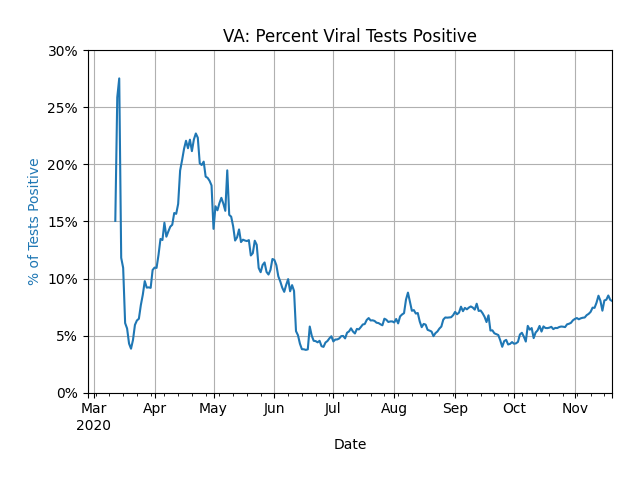 VA: Percent Viral Tests Positive
30%
25%
20%
15%
10%
5%
0%
% of Tests Positive
Mar Apr May Jun Jul Aug Sep Oct Nov
2020
Date